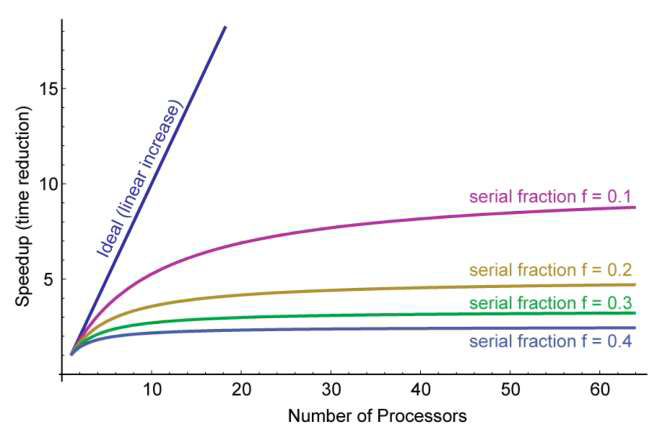 Speedup (time reduction)
15
10
5
Ideal (linear increase)
serial fraction f = 0.1
serial fraction f = 0.2
serial fraction f = 0.3
serial fraction f = 0.4
10 20 30 40 50 60
Number of Processors